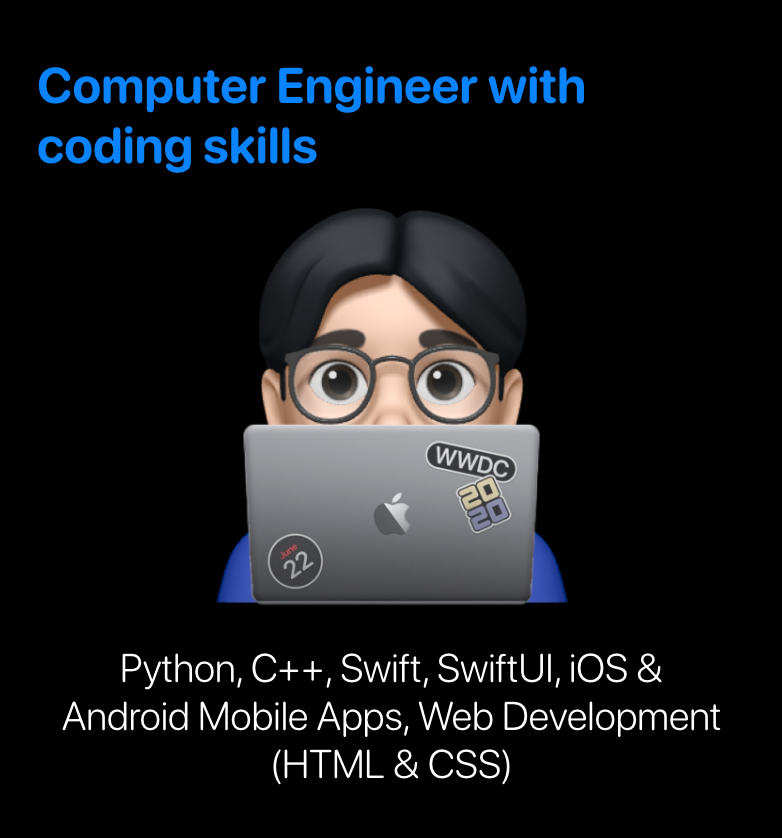 Computer Engineer with
coding skills
WWDC
20
20
June
22
Python, C++, Swift, SwiftUI, iOS &
Android Mobile Apps, Web Development
(HTML & CSS)